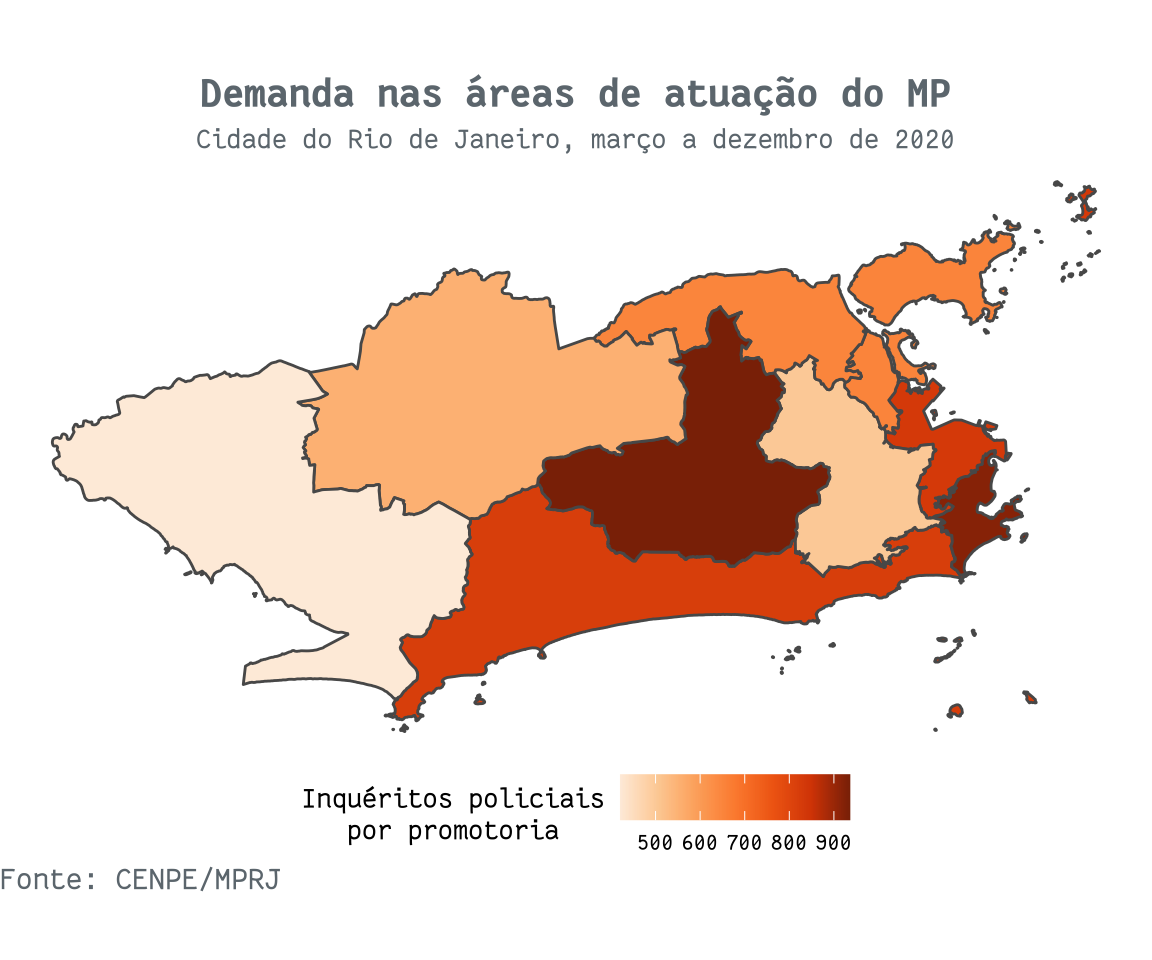 Demanda nas áreas de atuação do MP
Cidade do Rio de Janeiro, março a dezembro de 2020
Inquéritos policiais
por promotoria
500 600 700 800 900
Fonte: CENPE/MPRJ